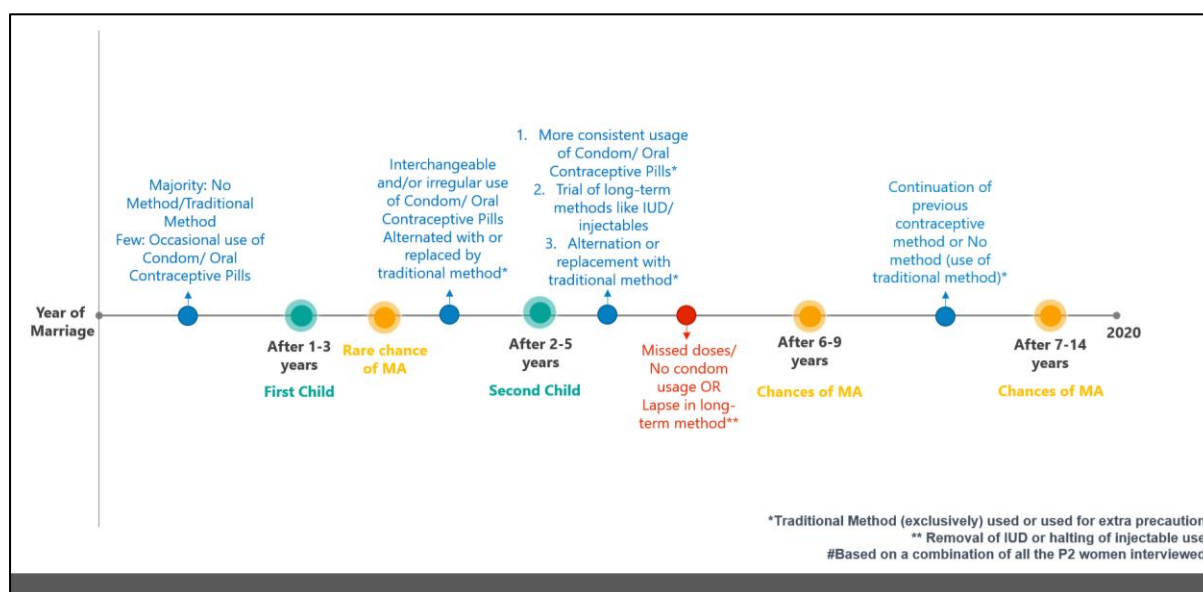 Majority: No
Method/Traditional
Method
Few: Occasional use of
Condom/ Oral
Contraceptive Pills
Interchangeable
and/or irregular use
of Condom/ Oral
Contraceptive Pills
Alternated with or
replaced by
traditional method*
1. More consistent usage
of Condom/ Oral
Contraceptive Pills*
2. Trial of long-term
methods like IUD/
injectables
3. Alternation or
replacement with
traditional method*
Continuation of
previous
contraceptive
method or No
method (use of
traditional method)*
Year of
Marriage
2020
After 1-3
years
First Child
Rare chance
of MA
After 2-5
years
Second Child
Missed doses/
No condom
usage OR
Lapse in long-
term method**
After 6-9
years
Chances of MA
After 7-14
years
Chances of MA
*Traditional Method (exclusively) used or used for extra precaution
** Removal of IUD or halting of injectable use
#Based on a combination of all the P2 women interviewed